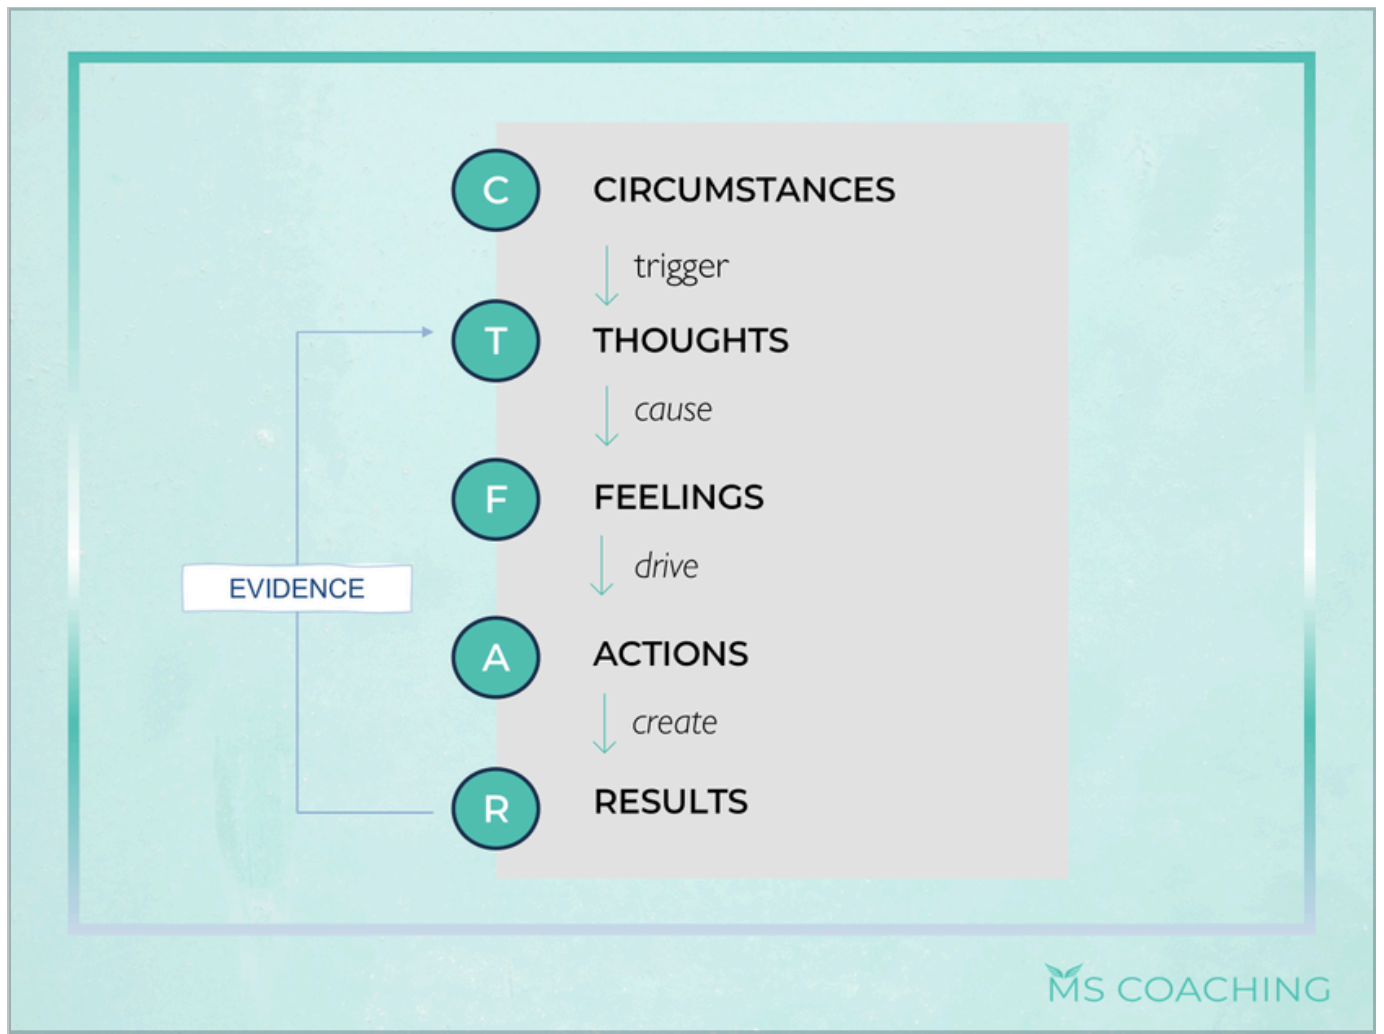 C CIRCUMSTANCES
trigger
T THOUGHTS
cause
F FEELINGS
drive
EVIDENCE
A ACTIONS
create
R RESULTS
MS COACHING